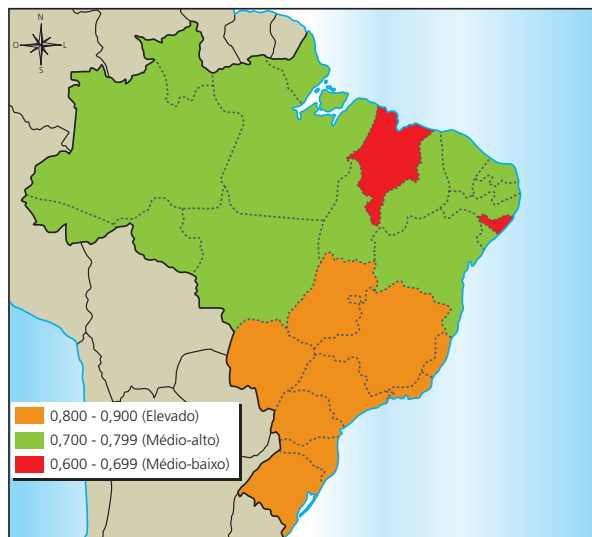 N
O L
S
0,800 - 0,900 (Elevado)
0,700 - 0,799 (Médio-alto)
0,600 - 0,699 (Médio-baixo)